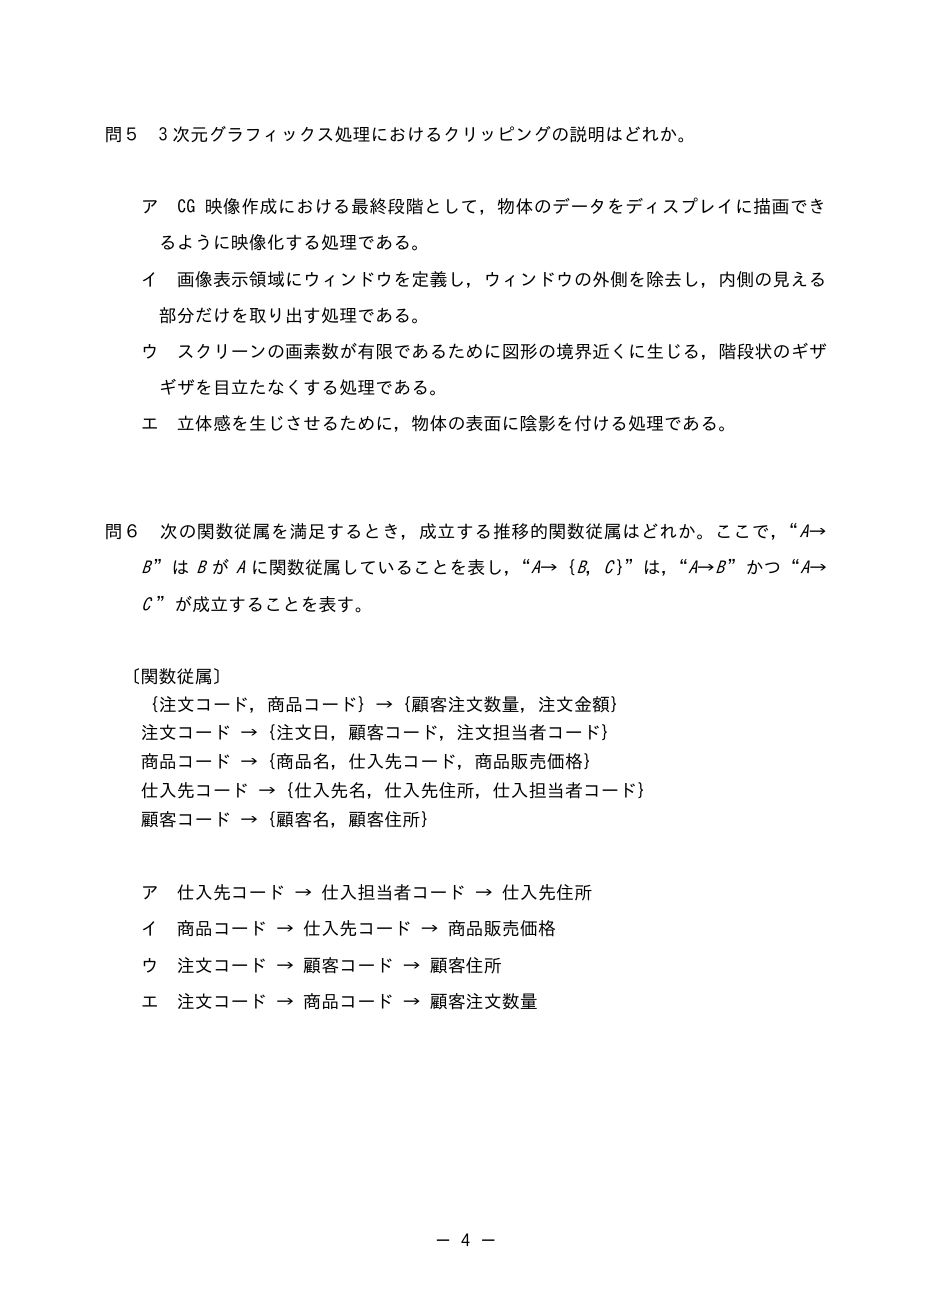 問5　3次元グラフィックス処理におけるクリッピングの説明はどれか。
ア　CG 映像作成における最終段階として，物体のデータをディスプレイに描画でき
るように映像化する処理である。
イ　画像表示領域にウィンドウを定義し，ウィンドウの外側を除去し，内側の見える
部分だけを取り出す処理である。
ウ　スクリーンの画素数が有限であるために図形の境界近くに生じる，階段状のギザ
ギザを目立たなくする処理である。
エ　立体感を生じさせるために，物体の表面に陰影を付ける処理である。
問6　次の関数従属を満足するとき，成立する推移的関数従属はどれか。ここで，“A→
B”は B が A に関数従属していることを表し，“A→ {B, C}”は，“A→B”かつ“A→
C”が成立することを表す。
〔関数従属〕
{注文コード，商品コード} → {顧客注文数量，注文金額}
注文コード → {注文日，顧客コード，注文担当者コード}
商品コード → {商品名，仕入先コード，商品販売価格}
仕入先コード → {仕入先名，仕入先住所，仕入担当者コード}
顧客コード → {顧客名，顧客住所}
ア　仕入先コード → 仕入担当者コード → 仕入先住所
イ　商品コード → 仕入先コード → 商品販売価格
ウ　注文コード → 顧客コード → 顧客住所
エ　注文コード → 商品コード → 顧客注文数量
－ 4 －